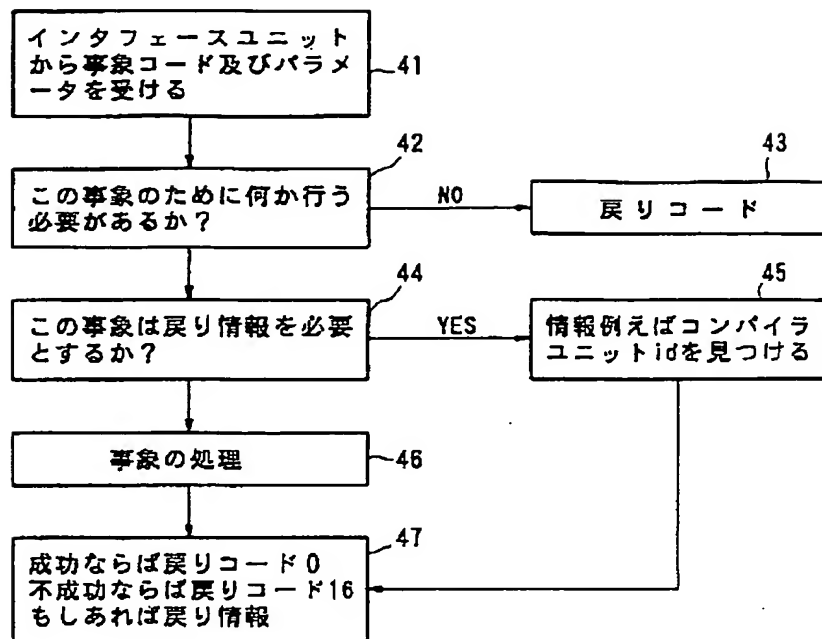 インタフェースユニット
から事象コード及びパラメ
ータを受ける
41
42
この事象のために何か行う
必要があるか?
NO
43
戻りコード
44
この事象は戻り情報を必要
とするか?
YES
45
情報例えばコンパイラ
ユニットidを見つける
事象の処理
46
47
成功ならば戻りコード0
不成功ならば戻りコード16
もしあれば戻り情報